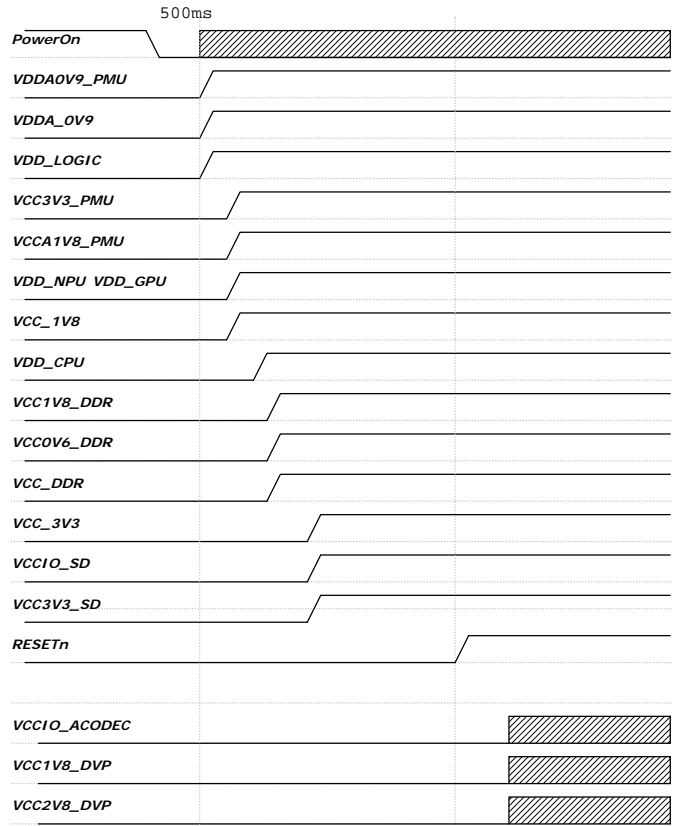 500ms
PowerOn
VDDA0V9_PMU
VDDA_0V9
VDD_LOGIC
VCC3V3_PMU
VCCA1V8_PMU
VDD_NPU VDD_GPU
VCC_1V8
VDD_CPU
VCC1V8_DDR
VCC0V6_DDR
VCC_DDR
VCC_3V3
VCCIO_SD
VCC3V3_SD
RESETn
VCCIO_ACODEC
VCC1V8_DVP
VCC2V8_DVP